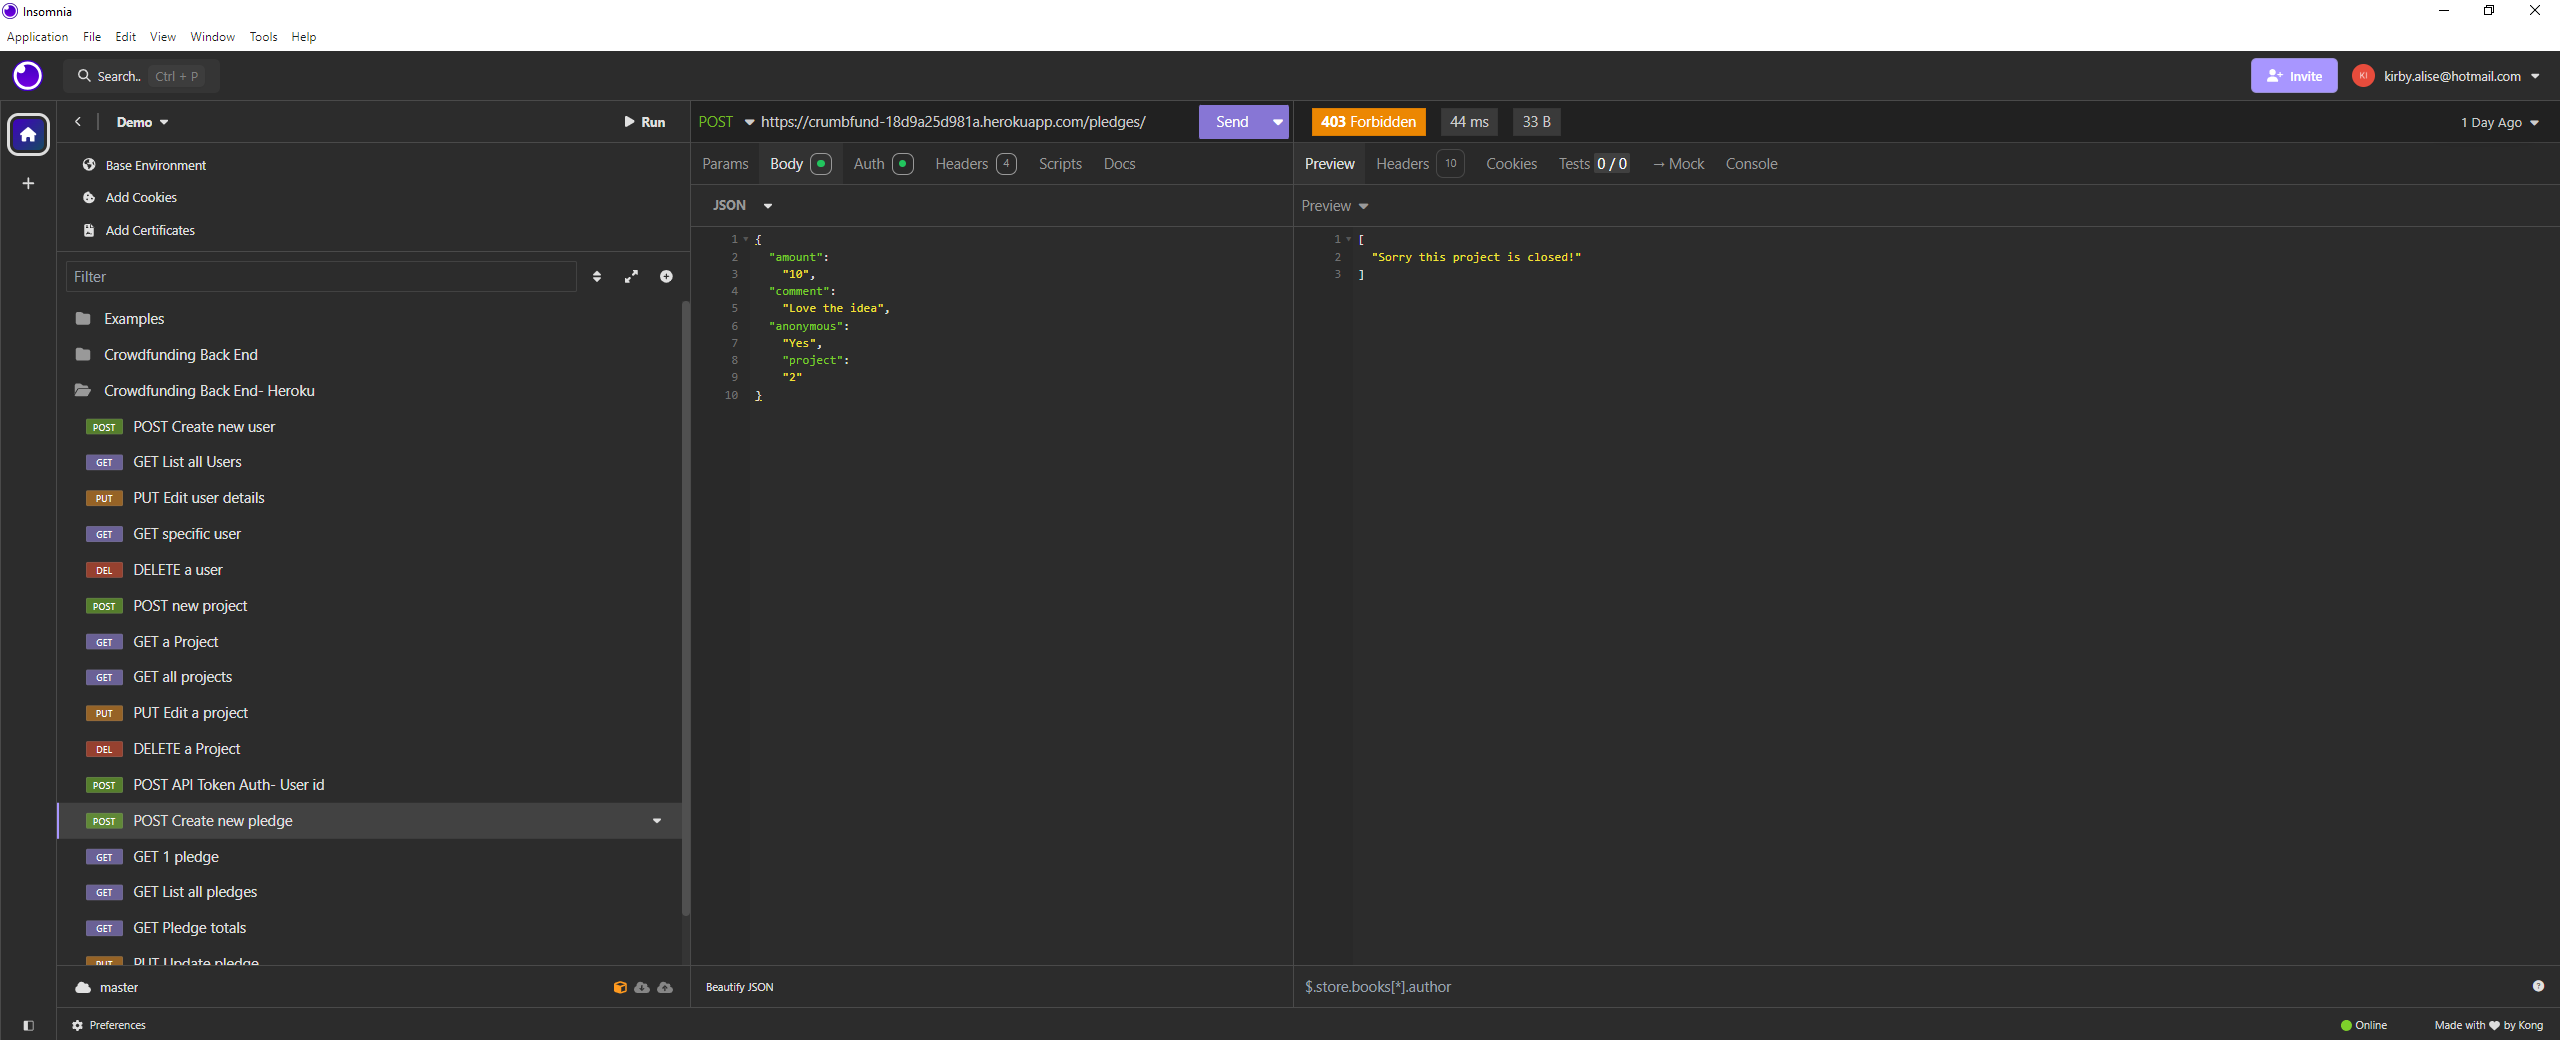 Insomnia
Application File Edit View Window Tools Help
Search.. Ctrl + P
Invite KI kirby.alise@hotmail.com
Demo Run
Base Environment
Add Cookies
Add Certificates
Filter
Examples
Crowdfunding Back End
Crowdfunding Back End- Heroku
POST POST Create new user
GET GET List all Users
PUT PUT Edit user details
GET GET specific user
DEL DELETE a user
POST POST new project
GET GET a Project
GET GET all projects
PUT PUT Edit a project
DEL DELETE a Project
POST POST API Token Auth- User id
POST POST Create new pledge
GET GET 1 pledge
GET GET List all pledges
GET GET Pledge totals
PUT PUT Update pledge
master
Preferences
POST https://crumbfund-18d9a25d981a.herokuapp.com/pledges/ Send
Params Body Auth Headers 4 Scripts Docs
JSON
1 {
2 "amount":
3 "10",
4 "comment":
5 "Love the idea",
6 "anonymous":
7 "Yes",
8 "project":
9 "2"
10 }
Beautify JSON
403 Forbidden 44 ms 33 B 1 Day Ago
Preview Headers 10 Cookies Tests 0 / 0 → Mock Console
Preview
1 [
2 "Sorry this project is closed!"
3 ]
$.store.books[*].author
Online Made with ♥ by Kong